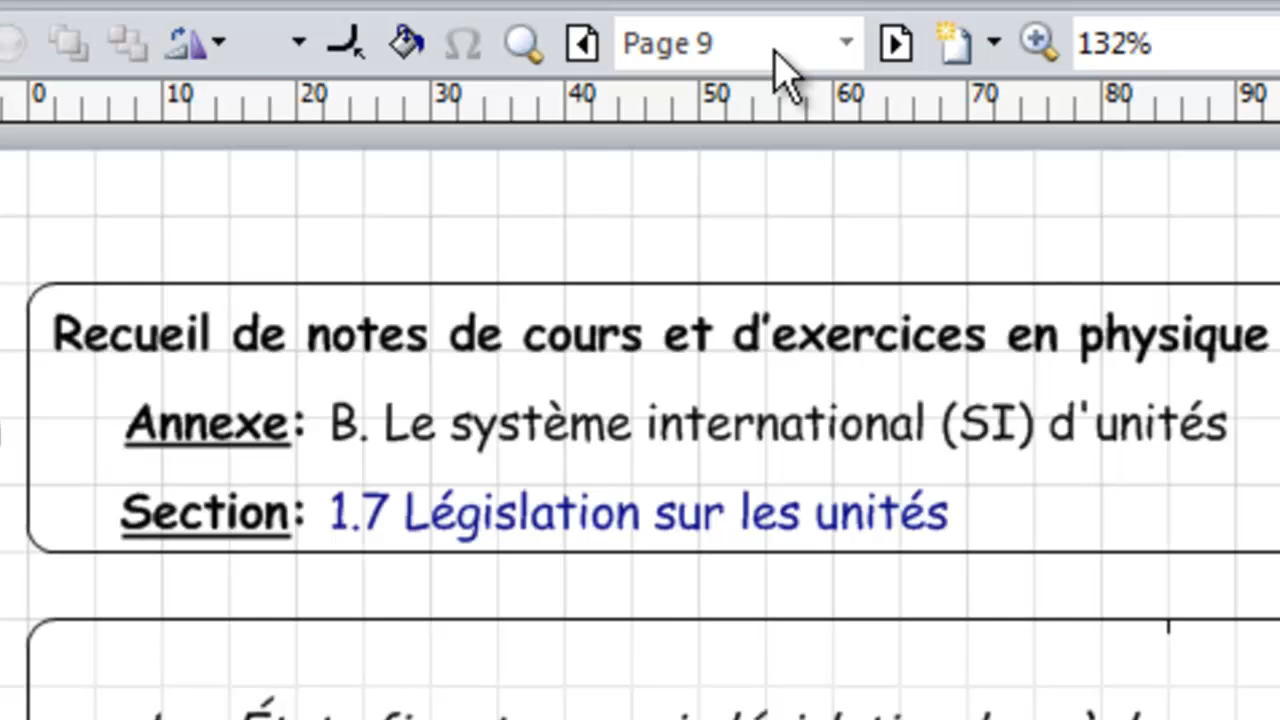 Page 9
132%
0 10 20 30 40 50 60 70 80 90
Recueil de notes de cours et d'exercices en physique
Annexe: B. Le système international (SI) d'unités
Section: 1.7 Législation sur les unités